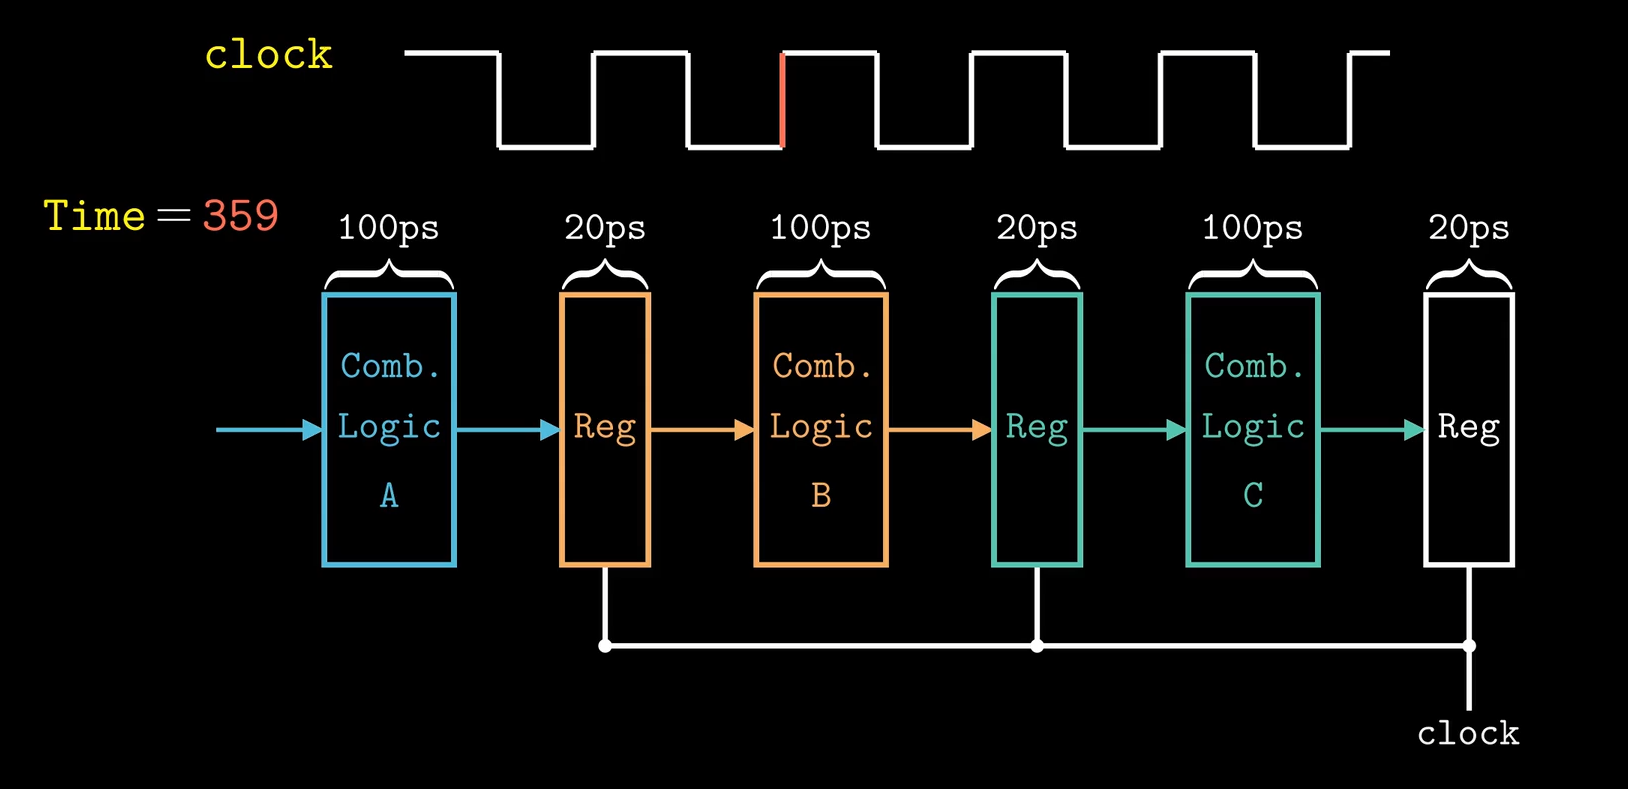 clock
Time = 359
100ps
20ps
100ps
20ps
100ps
20ps
Comb.
Logic
A
Reg
Comb.
Logic
B
Reg
Comb.
Logic
C
Reg
clock